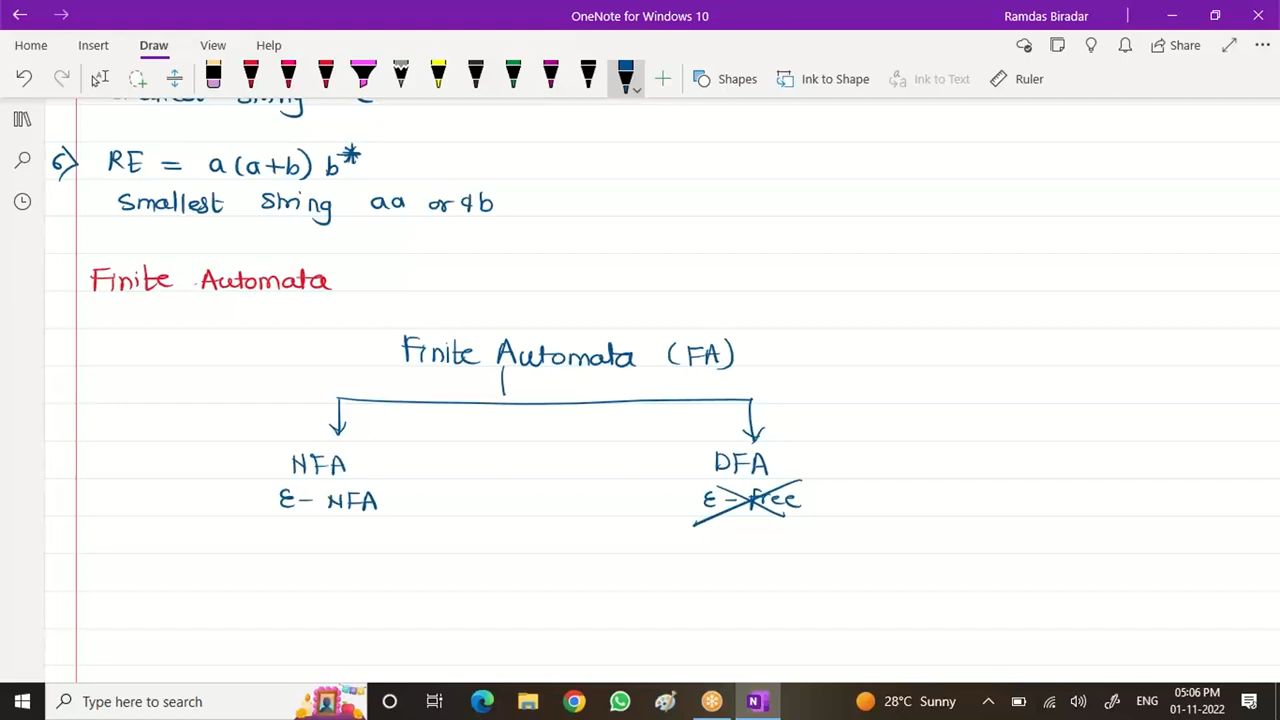 OneNote for Windows 10
Ramdas Biradar
Home Insert Draw View Help
Share
Shapes Ink to Shape Ink to Text Ruler
String
6) RE = a(a+b) b*
Smallest String aa or ab
Finite Automata
Finite Automata (FA)
NFA DFA
ε- NFA ε - free
Type here to search
28°C Sunny
ENG
05:06 PM
01-11-2022